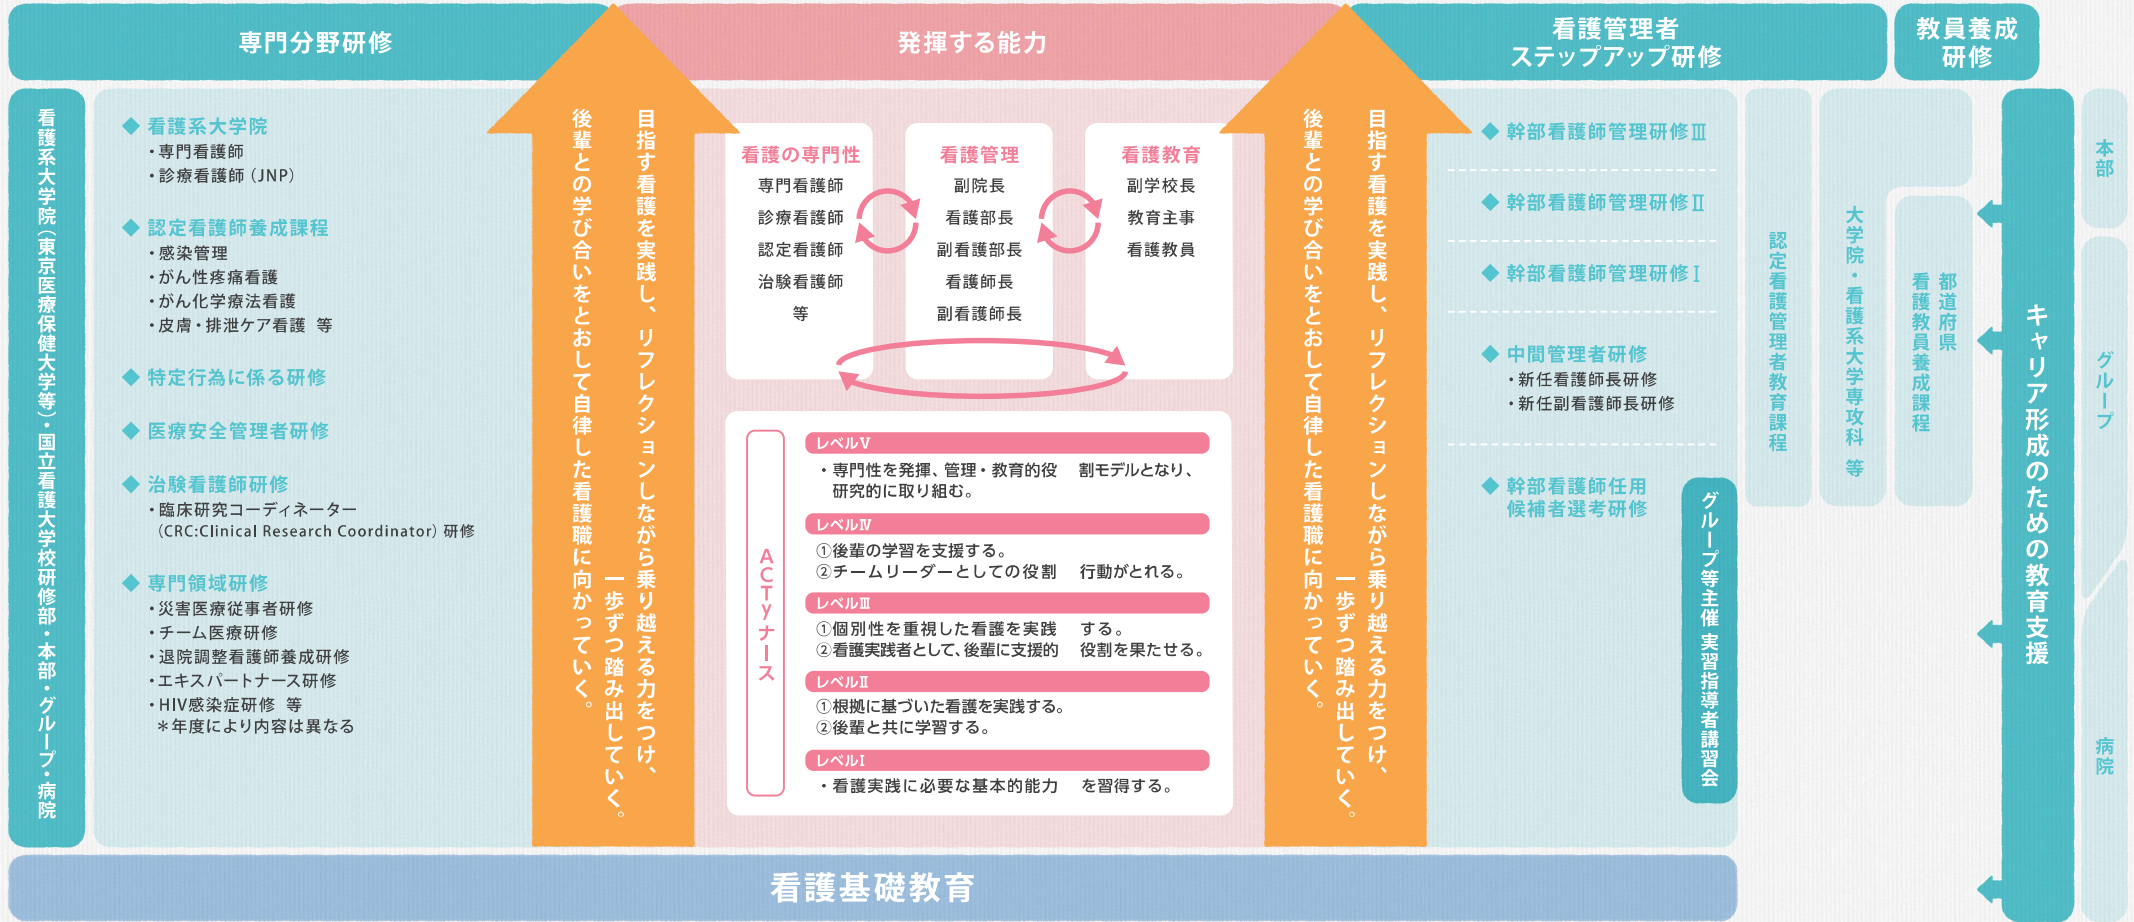 専門分野研修
発揮する能力
看護管理者
ステップアップ研修
教員養成
研修
看護系大学院（東京医療保健大学等）・国立看護大学校研修部・本部・グループ・病院
◆ 看護系大学院
・専門看護師
・診療看護師（JNP）
◆ 認定看護師養成課程
・感染管理
・がん性疼痛看護
・がん化学療法看護
・皮膚・排泄ケア看護 等
◆ 特定行為に係る研修
◆ 医療安全管理者研修
◆ 治験看護師研修
・臨床研究コーディネーター
（CRC:Clinical Research Coordinator）研修
◆ 専門領域研修
・災害医療従事者研修
・チーム医療研修
・退院調整看護師養成研修
・エキスパートナース研修
・HIV感染症研修 等
＊年度により内容は異なる
目指す看護を実践し、リフレクションしながら乗り越える力をつけ、
一歩ずつ踏み出していく。
後輩との学び合いをとおして自律した看護職に向かっていく。
看護の専門性
専門看護師
診療看護師
認定看護師
治験看護師
等
看護管理
副院長
看護部長
副看護部長
看護師長
副看護師長
看護教育
副学校長
教育主事
看護教員
ACTyナース
レベルⅤ
・専門性を発揮、管理・教育的役 割モデルとなり、
研究的に取り組む。
レベルⅣ
①後輩の学習を支援する。
②チームリーダーとしての役割 行動がとれる。
レベルⅢ
①個別性を重視した看護を実践 する。
②看護実践者として、後輩に支援的 役割を果たせる。
レベルⅡ
①根拠に基づいた看護を実践する。
②後輩と共に学習する。
レベルⅠ
・看護実践に必要な基本的能力 を習得する。
目指す看護を実践し、リフレクションしながら乗り越える力をつけ、
一歩ずつ踏み出していく。
後輩との学び合いをとおして自律した看護職に向かっていく。
◆ 幹部看護師管理研修Ⅲ
◆ 幹部看護師管理研修Ⅱ
◆ 幹部看護師管理研修Ⅰ
◆ 中間管理者研修
・新任看護師長研修
・新任副看護師長研修
◆ 幹部看護師任用
候補者選考研修
グループ等主催 実習指導者講習会
認定看護管理者教育課程
大学院・看護系大学専攻科 等
都道府県
看護教員養成課程
キャリア形成のための教育支援
本部
グループ
病院
看護基礎教育